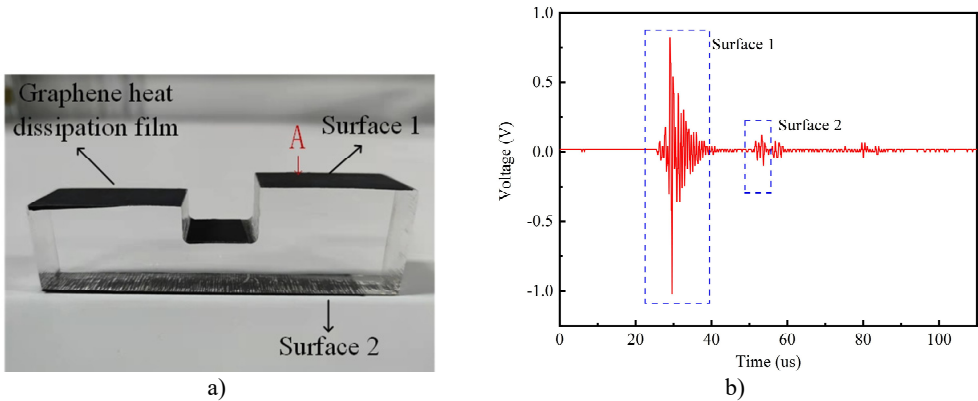 Graphene heat
dissipation film
A
Surface 1
Surface 2
a)
1.0
0.5
0.0
-0.5
-1.0
Voltage (V)
Surface 1
Surface 2
0
20
40
60
80
100
Time (us)
b)